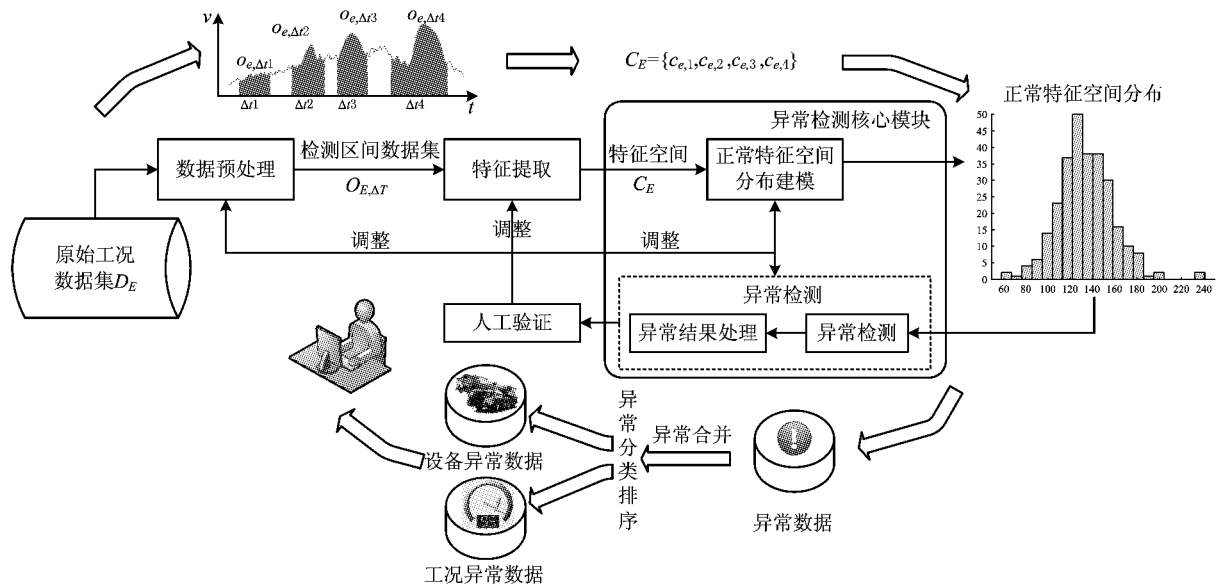 v
o_{e,Δt1}
o_{e,Δt2}
o_{e,Δt3}
o_{e,Δt4}
Δt1
Δt2
Δt3
Δt4
t
C_E={c_{e,1},c_{e,2},c_{e,3},c_{e,4}}
正常特征空间分布
50
45
40
35
30
25
20
15
10
5
0
60 80 100 120 140 160 180 200 220 240
异常检测核心模块
数据预处理
检测区间数据集
O_{E,ΔT}
特征提取
特征空间
C_E
正常特征空间
分布建模
调整
调整
调整
原始工况
数据集D_E
人工验证
异常检测
异常结果处理
异常检测
设备异常数据
工况异常数据
异常分类排序
异常合并
异常数据